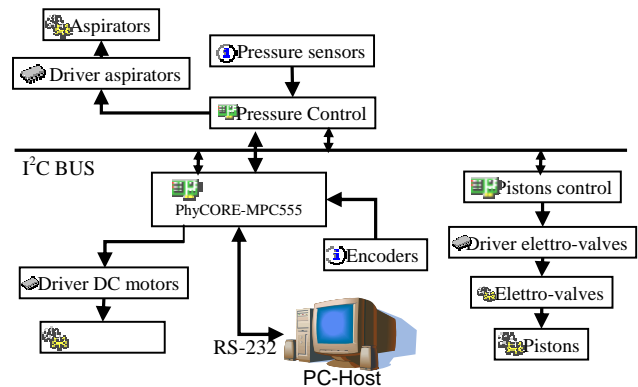 Aspirators
Pressure sensors
Driver aspirators
Pressure Control
I²C BUS
PhyCORE-MPC555
Pistons control
Encoders
Driver elettro-valves
Driver DC motors
Elettro-valves
RS-232
Pistons
PC-Host